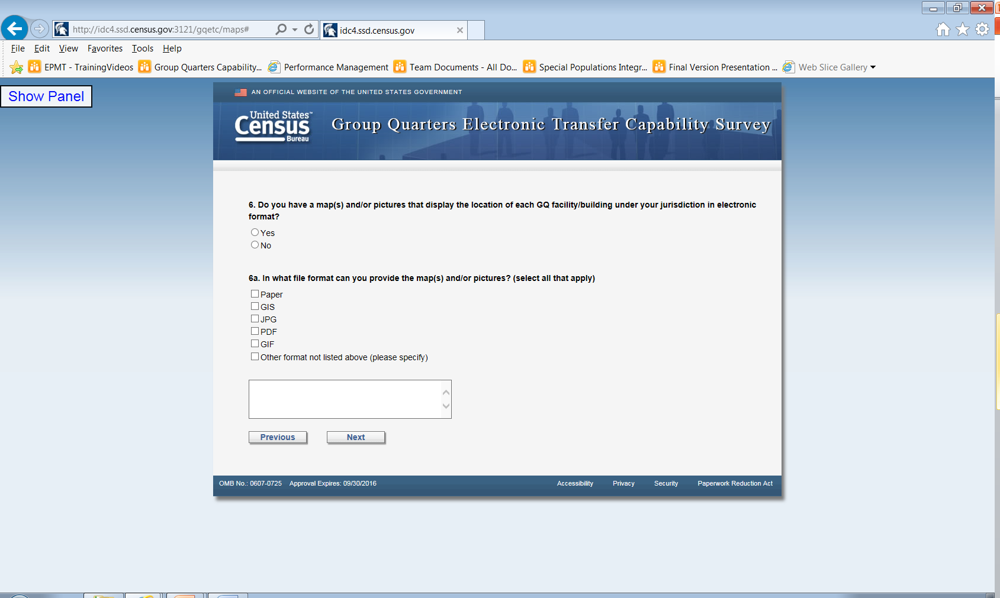 http://idc4.ssd.census.gov:3121/gqetc/maps#
idc4.ssd.census.gov
File Edit View Favorites Tools Help
EPMT - TrainingVideos Group Quarters Capability... Performance Management Team Documents - All Do... Special Populations Integr... Final Version Presentation ... Web Slice Gallery
Show Panel
AN OFFICIAL WEBSITE OF THE UNITED STATES GOVERNMENT
United States™
Census
Bureau
Group Quarters Electronic Transfer Capability Survey
6. Do you have a map(s) and/or pictures that display the location of each GQ facility/building under your jurisdiction in electronic
format?
Yes
No
6a. In what file format can you provide the map(s) and/or pictures? (select all that apply)
Paper
GIS
JPG
PDF
GIF
Other format not listed above (please specify)
Previous Next
OMB No.: 0607-0725 Approval Expires: 09/30/2016 Accessibility Privacy Security Paperwork Reduction Act